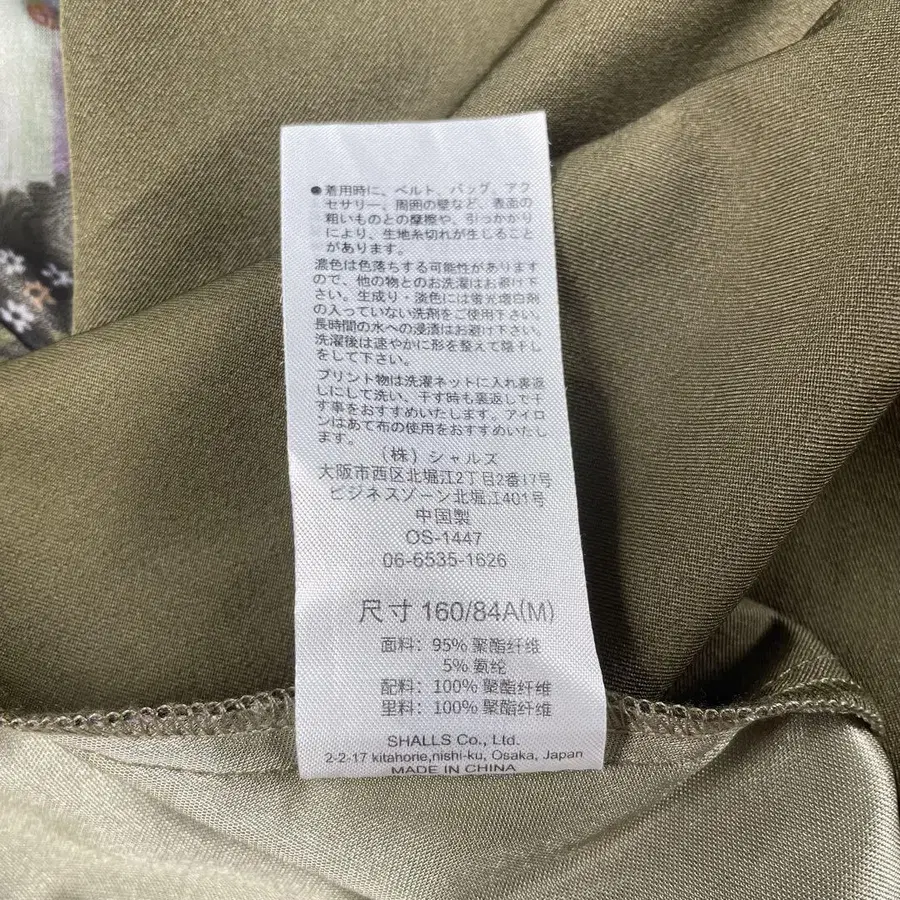 ●着用時に、ベルト、バッグ、アク
セサリー、周囲の壁など、表面の
粗いものとの摩擦や、引っかかり
により、生地糸切れが生じること
があります。
濃色は色落ちする可能性があります
ので、他の物とのお洗濯はお避け下
さい。生成り・淡色には蛍光増白剤
の入っていない洗剤をご使用下さい。
長時間の水への浸漬はお避け下さい。
洗濯後は速やかに形を整えて陰干し
をして下さい。
プリント物は洗濯ネットに入れ裏返
しにして洗い、干す時も裏返しで干
す事をおすすめいたします。アイロ
ンはあて布の使用をおすすめいたし
ます。
(株) シャルズ
大阪市西区北堀江2丁目2番17号
ビジネスゾーン北堀江401号
中国製
OS-1447
06-6535-1626
尺寸 160/84A(M)
面料: 95% 聚酯纤维
5% 氨纶
配料: 100% 聚酯纤维
里料: 100% 聚酯纤维
SHALLS Co., Ltd.
2-2-17 kitahone,nishi-ku, Osaka, Japan
MADE IN CHINA